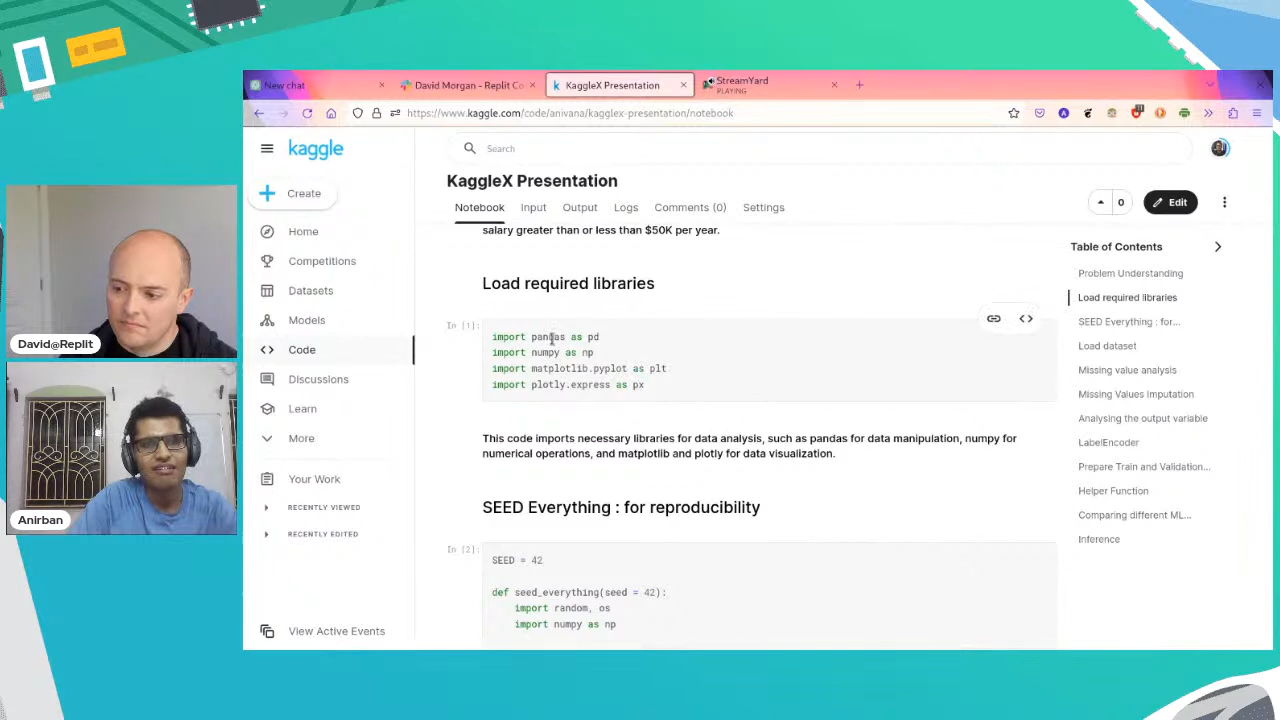 New chat
David Morgan - Replit Co
KaggleX Presentation
StreamYard
PLAYING
https://www.kaggle.com/code/anivana/kagglex-presentation/notebook
kaggle
Search
Create
Home
Competitions
Datasets
Models
Code
Discussions
Learn
More
Your Work
RECENTLY VIEWED
RECENTLY EDITED
View Active Events
KaggleX Presentation
0
Edit
Notebook
Input
Output
Logs
Comments (0)
Settings
salary greater than or less than $50K per year.
Load required libraries
In [1]:
import pandas as pd
import numpy as np
import matplotlib.pyplot as plt
import plotly.express as px
This code imports necessary libraries for data analysis, such as pandas for data manipulation, numpy for
numerical operations, and matplotlib and plotly for data visualization.
SEED Everything : for reproducibility
In [2]:
SEED = 42
def seed_everything(seed = 42):
import random, os
import numpy as np
Table of Contents
Problem Understanding
Load required libraries
SEED Everything : for...
Load dataset
Missing value analysis
Missing Values Imputation
Analysing the output variable
LabelEncoder
Prepare Train and Validation...
Helper Function
Comparing different ML...
Inference
David@Replit
Anirban